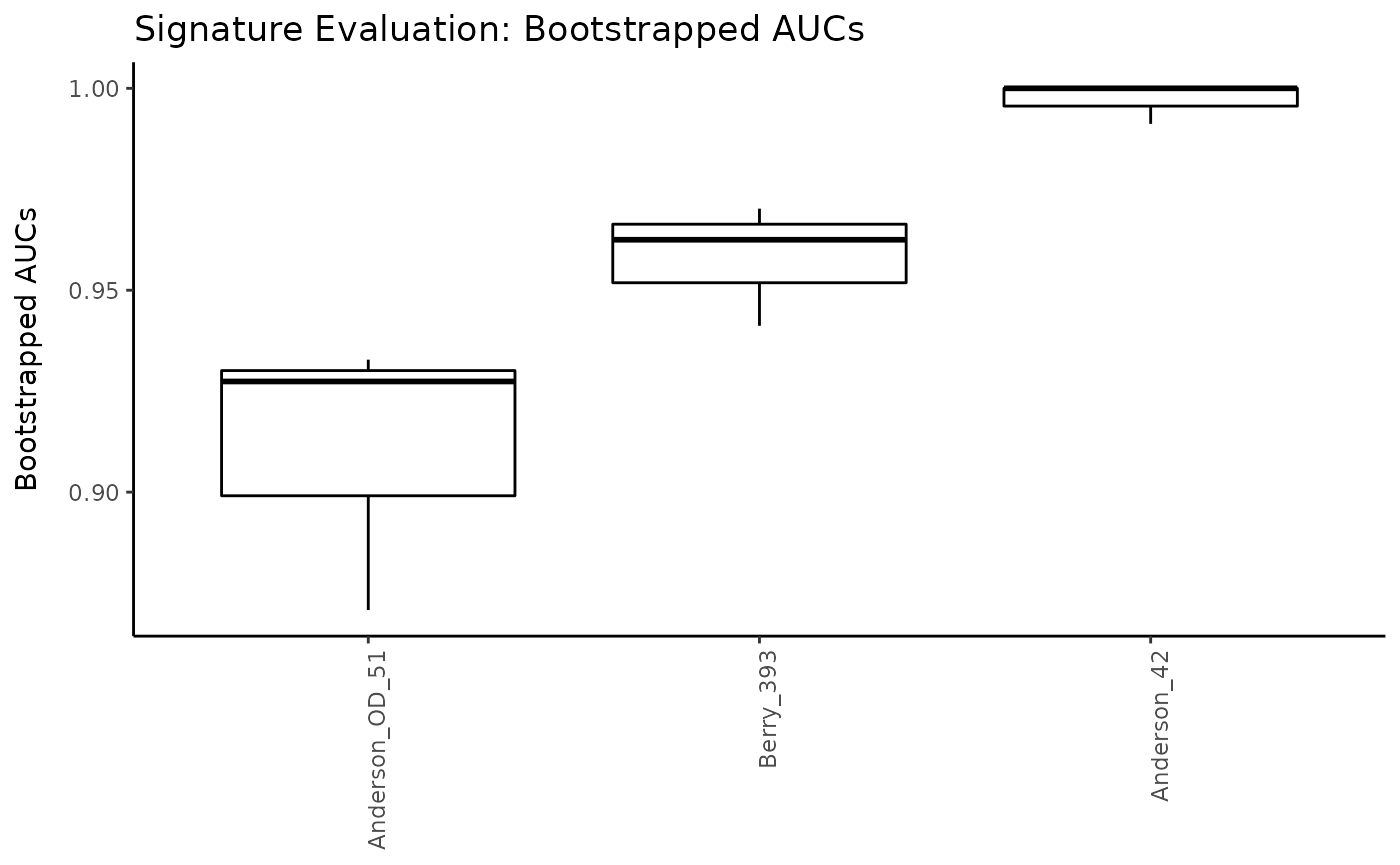 Signature Evaluation: Bootstrapped AUCs
Bootstrapped AUCs
1.00
0.95
0.90
Anderson_OD_51
Berry_393
Anderson_42